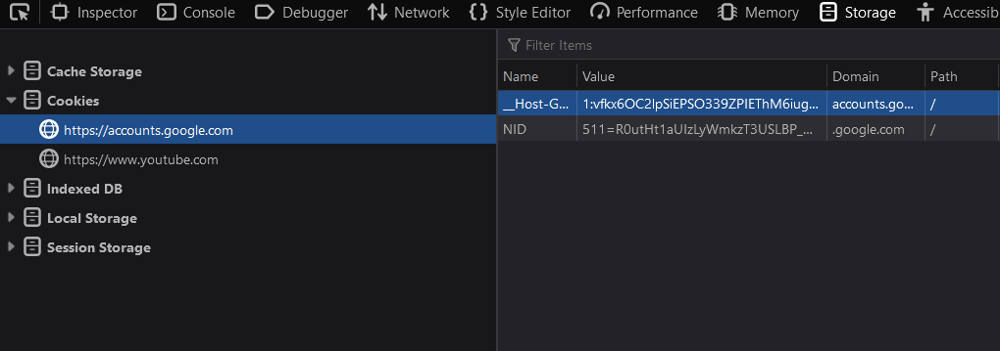 Inspector Console Debugger Network Style Editor Performance Memory Storage Accessib
Filter Items
Cache Storage
Cookies
https://accounts.google.com
https://www.youtube.com
Indexed DB
Local Storage
Session Storage
Name Value Domain Path
__Host-G... 1:vfkx6OC2lpSiEPSO339ZPIEThM6iug... accounts.go... /
NID 511=R0utHt1aUIzLyWmkzT3USLBP_... .google.com /